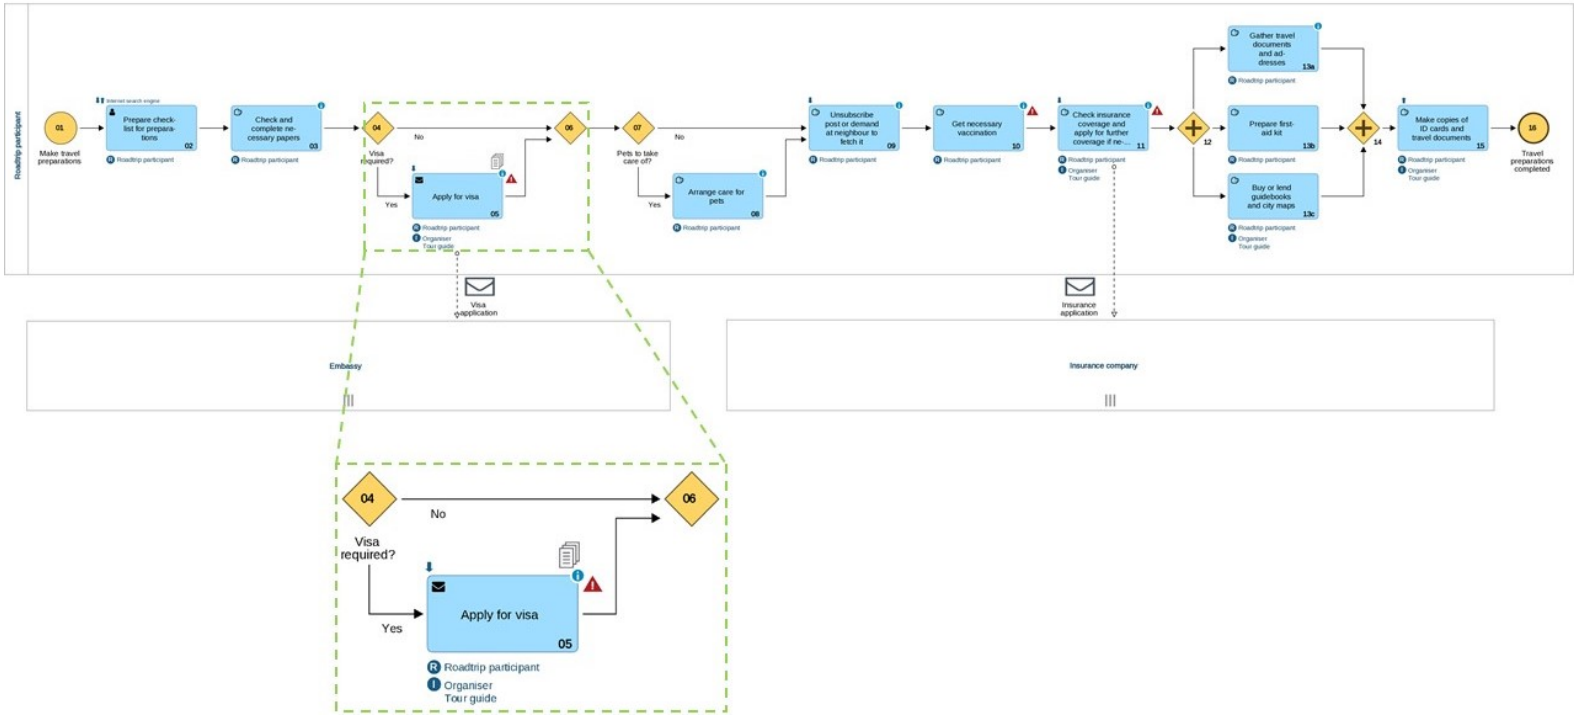 Roadtrip participant
01
Make travel
preparations
Internet search engine
Prepare check-
list for prepara-
tions
02
R Roadtrip participant
Check and
complete ne-
cessary papers
03
R Roadtrip participant
04
Visa
required?
No
Yes
Apply for visa
05
R Roadtrip participant
I Organiser
Tour guide
06
07
Pets to take
care of?
No
Yes
Arrange care for
pets
08
R Roadtrip participant
Unsubscribe
post or demand
at neighbour to
fetch it
09
R Roadtrip participant
Get necessary
vaccination
10
R Roadtrip participant
Check insurance
coverage and
apply for further
coverage if ne-...
11
R Roadtrip participant
I Organiser
Tour guide
12
Gather travel
documents
and ad-
dresses
13a
R Roadtrip participant
Prepare first-
aid kit
13b
R Roadtrip participant
Buy or lend
guidebooks
and city maps
13c
R Roadtrip participant
I Organiser
Tour guide
14
Make copies of
ID cards and
travel documents
15
R Roadtrip participant
I Organiser
Tour guide
16
Travel
preparations
completed
Visa
application
Insurance
application
Embassy
Insurance company
04
No
06
Visa
required?
Yes
Apply for visa
05
R Roadtrip participant
I Organiser
Tour guide